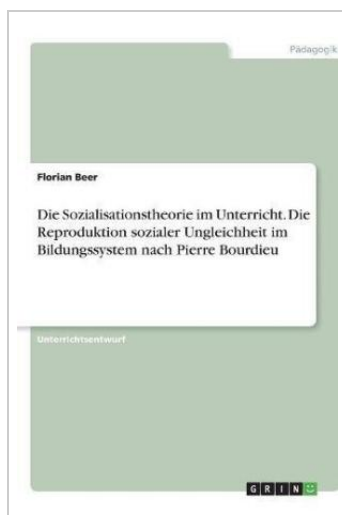 Pädagogik
Florian Beer
Die Sozialisationstheorie im Unterricht. Die
Reproduktion sozialer Ungleichheit im
Bildungssystem nach Pierre Bourdieu
Unterrichtsentwurf
GRIN